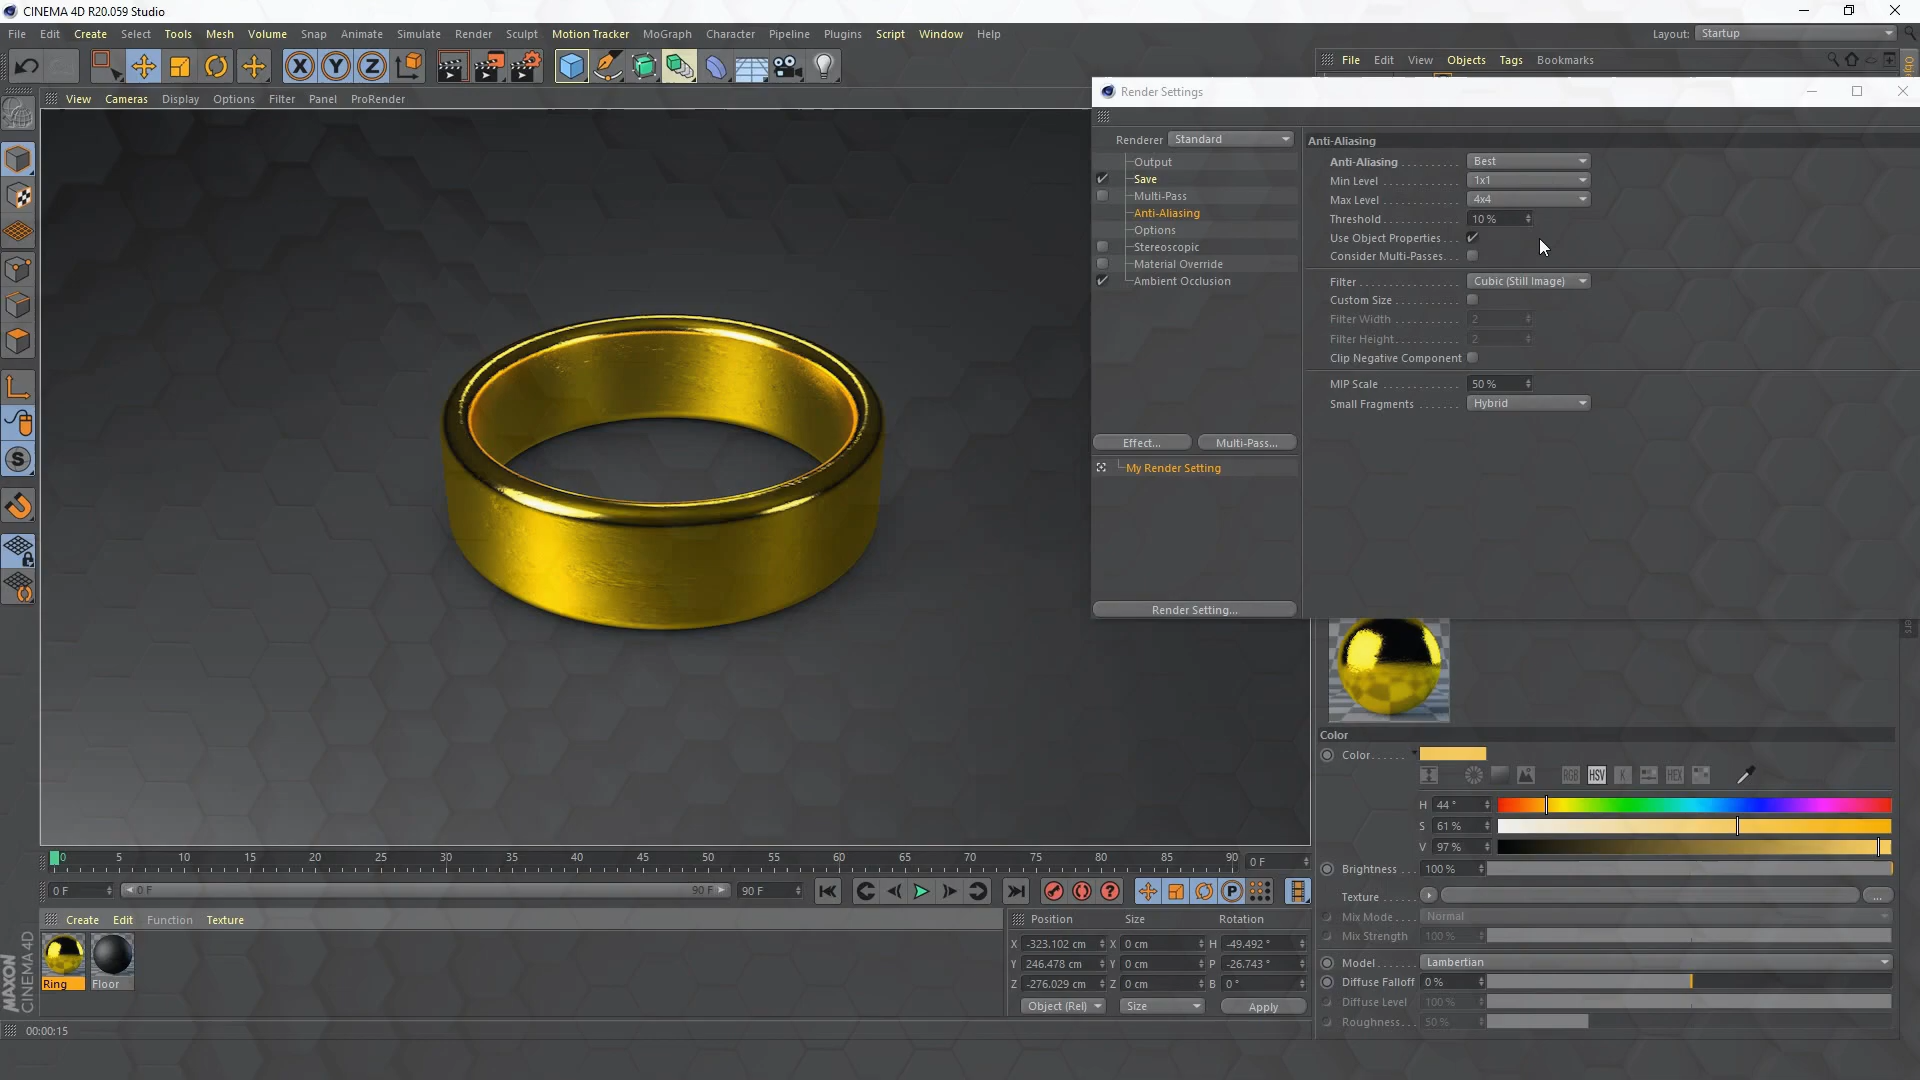 CINEMA 4D R20.059 Studio
File Edit Create Select Tools Mesh Volume Snap Animate Simulate Render Sculpt Motion Tracker MoGraph Character Pipeline Plugins Script Window Help Layout: Startup
X Y Z
File Edit View Objects Tags Bookmarks
View Cameras Display Options Filter Panel ProRender
Render Settings
Renderer Standard
Output
Save
Multi-Pass
Anti-Aliasing
Options
Stereoscopic
Material Override
Ambient Occlusion
Effect... Multi-Pass...
My Render Setting
Render Setting...
Anti-Aliasing
Anti-Aliasing . . . . . . . . . . Best
Min Level . . . . . . . . . . . . . 1x1
Max Level . . . . . . . . . . . . 4x4
Threshold . . . . . . . . . . . . . 10 %
Use Object Properties . . .
Consider Multi-Passes. . .
Filter . . . . . . . . . . . . . . . . . Cubic (Still Image)
Custom Size . . . . . . . . . . .
Filter Width . . . . . . . . . . . 2
Filter Height. . . . . . . . . . . 2
Clip Negative Component
MIP Scale . . . . . . . . . . . . . 50 %
Small Fragments . . . . . . . Hybrid
Color
Color. . . . . .
RGB HSV K HEX
H 44 °
S 61 %
V 97 %
Brightness . . . 100 %
Texture . . . . . . ...
Mix Mode . . . . Normal
Mix Strength 100 %
Model. . . . . . . Lambertian
Diffuse Falloff 0 %
Diffuse Level 100 %
Roughness. . . 50 %
0 5 10 15 20 25 30 35 40 45 50 55 60 65 70 75 80 85 90 0 F
0 F 0 F 90 F 90 F
P
Create Edit Function Texture
Ring Floor
MAXON
CINEMA 4D
Position Size Rotation
X -323.102 cm X 0 cm H -49.492 °
Y 246.478 cm Y 0 cm P -26.743 °
Z -276.029 cm Z 0 cm B 0 °
Object (Rel) Size Apply
00:00:15
S